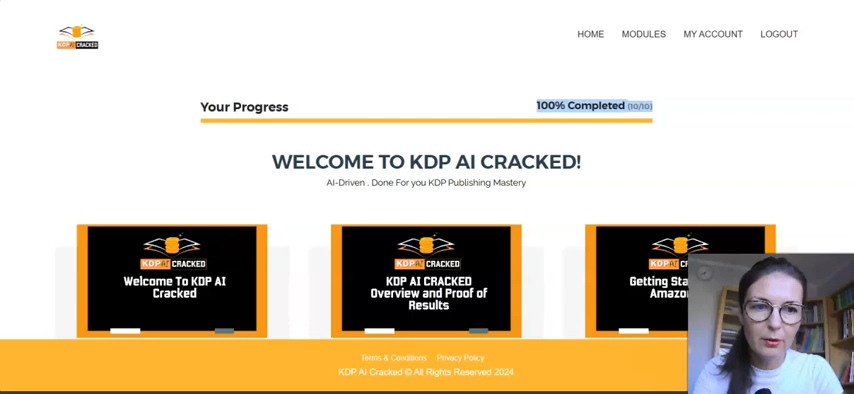 KDP AI CRACKED
HOME MODULES MY ACCOUNT LOGOUT
Your Progress
100% Completed (10/10)
WELCOME TO KDP AI CRACKED!
AI-Driven . Done For you KDP Publishing Mastery
KDP AI CRACKED
Welcome To KDP AI
Cracked
KDP AI CRACKED
KDP AI CRACKED
Overview and Proof of
Results
KDP AI
Getting Sta
Amazo
Terms & Conditions Privacy Policy
KDP AI Cracked © All Rights Reserved 2024